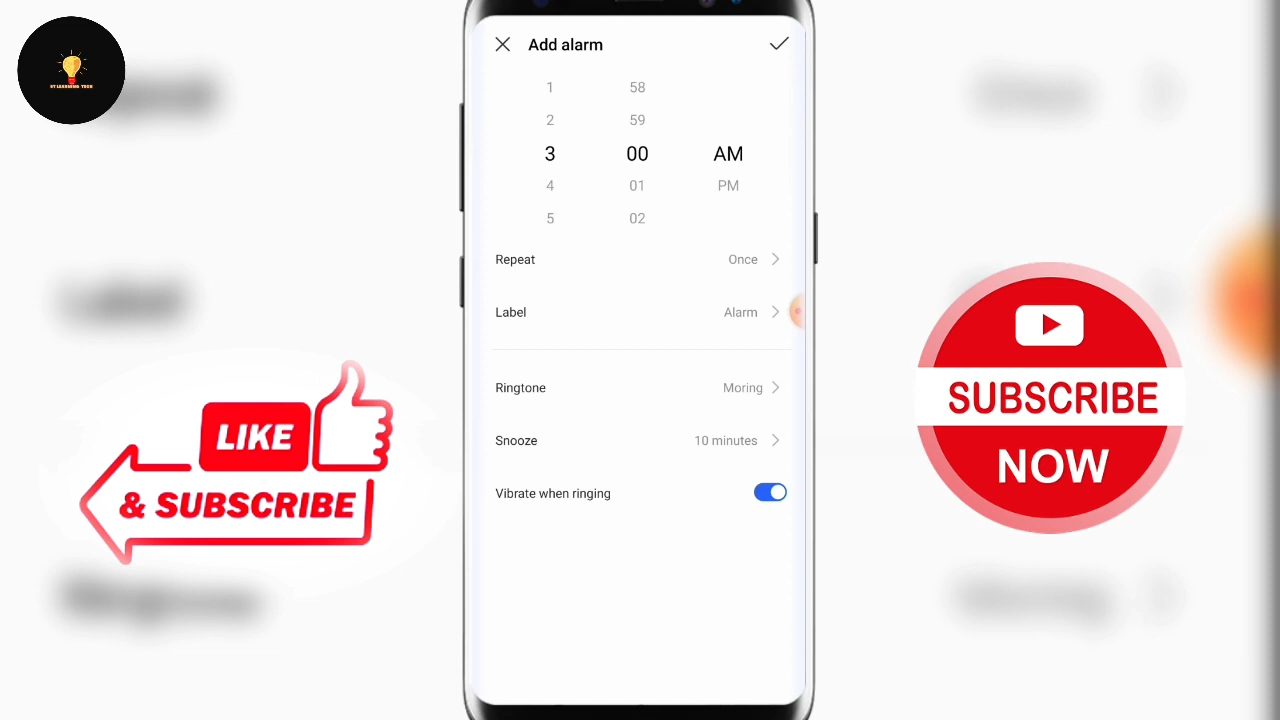 Add alarm
1 58
2 59
3 00 AM
4 01 PM
5 02
Repeat Once
Label Alarm
Ringtone Moring
Snooze 10 minutes
Vibrate when ringing
LIKE
& SUBSCRIBE
SUBSCRIBE
NOW